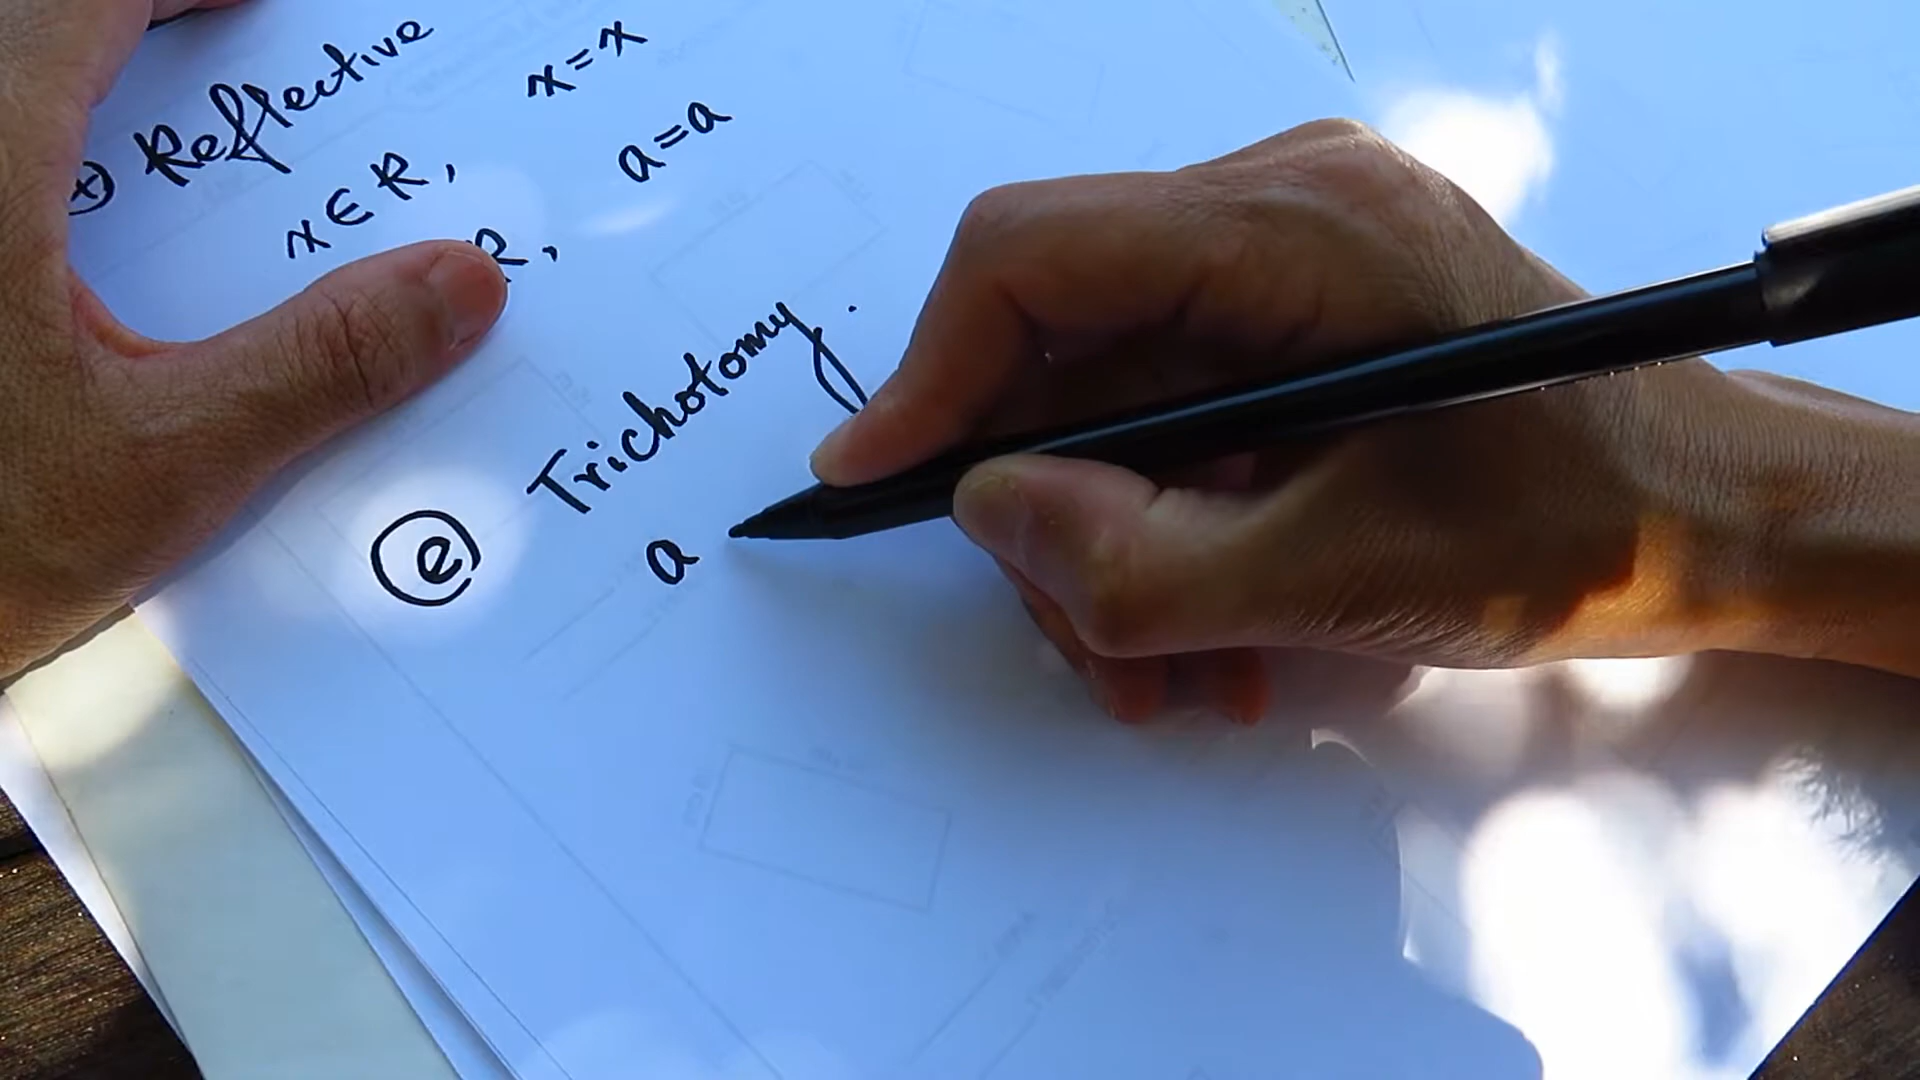 Reflective
x ∈ R, x = x
R, a = a
e Trichotomy.
a